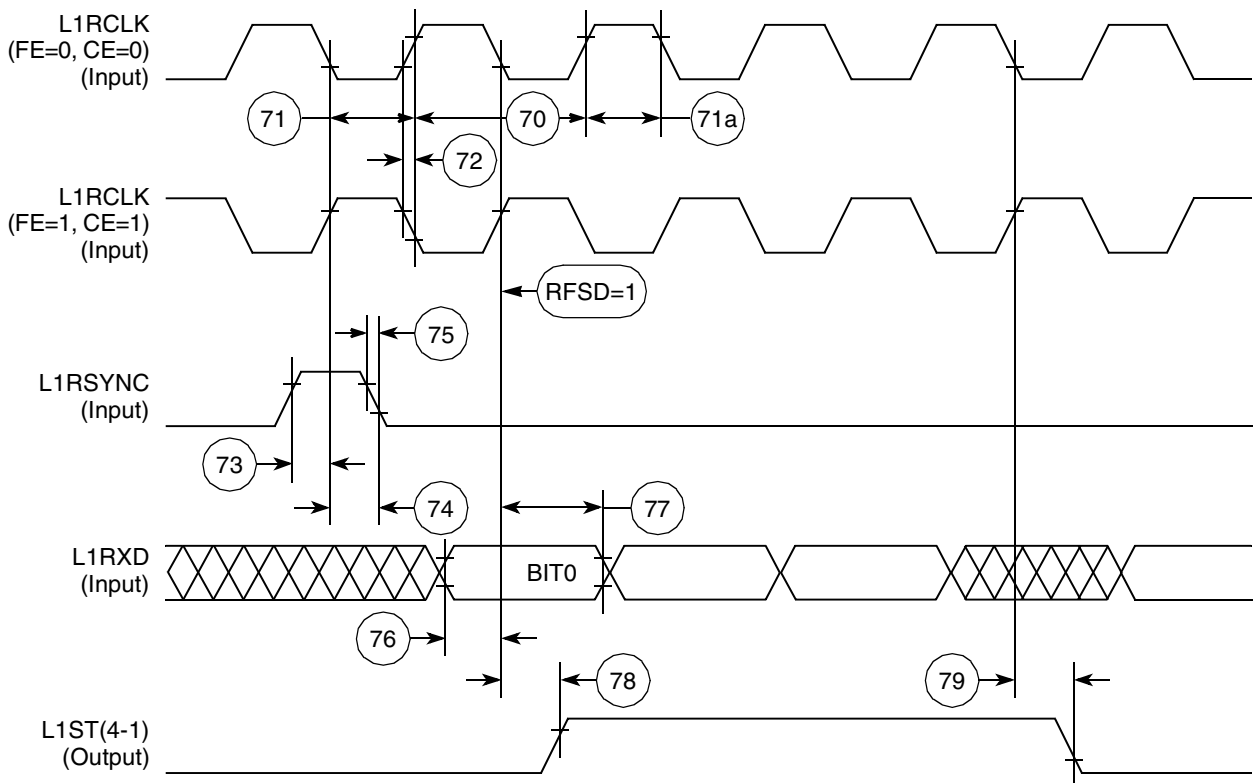 L1RCLK
(FE=0, CE=0)
(Input)
71
70
71a
72
L1RCLK
(FE=1, CE=1)
(Input)
RFSD=1
75
L1RSYNC
(Input)
73
74
77
L1RXD
(Input)
BIT0
76
78
79
L1ST(4-1)
(Output)